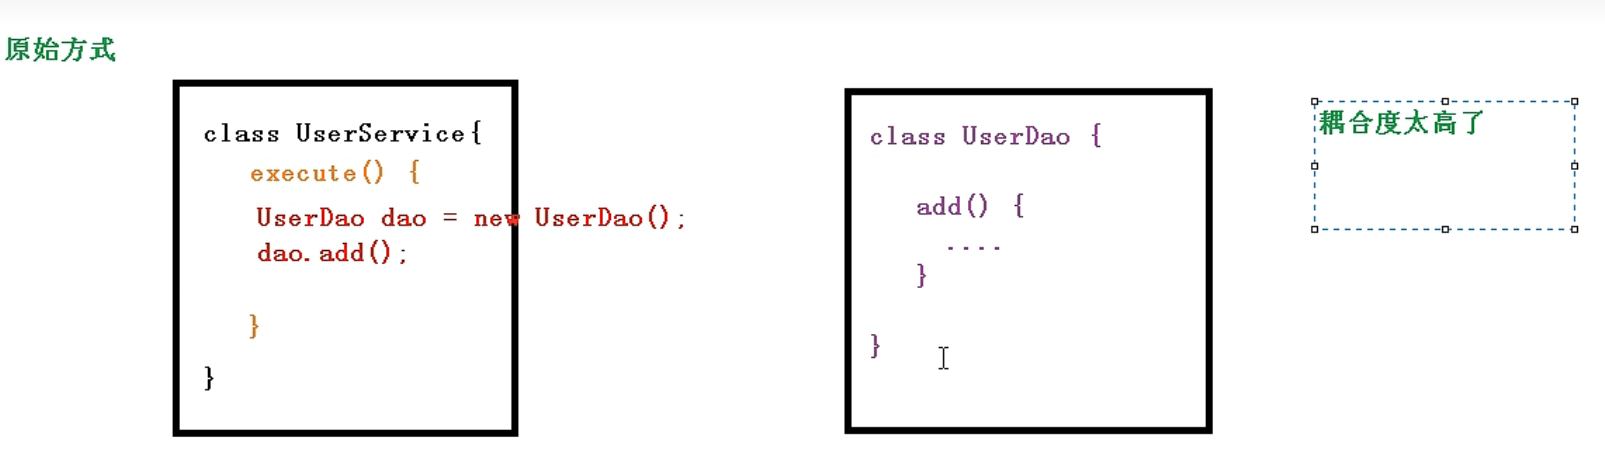 原始方式
class UserService{
execute() {
UserDao dao = new UserDao();
dao.add();
}
}
class UserDao {
add() {
....
}
}
耦合度太高了